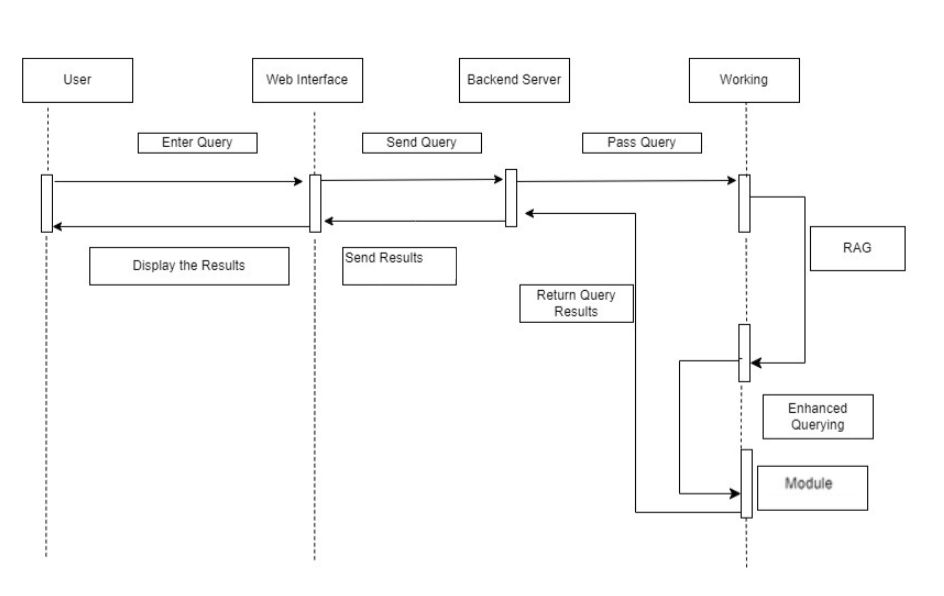 User
Web Interface
Backend Server
Working
Enter Query
Send Query
Pass Query
RAG
Display the Results
Send Results
Return Query
Results
Enhanced
Querying
Module